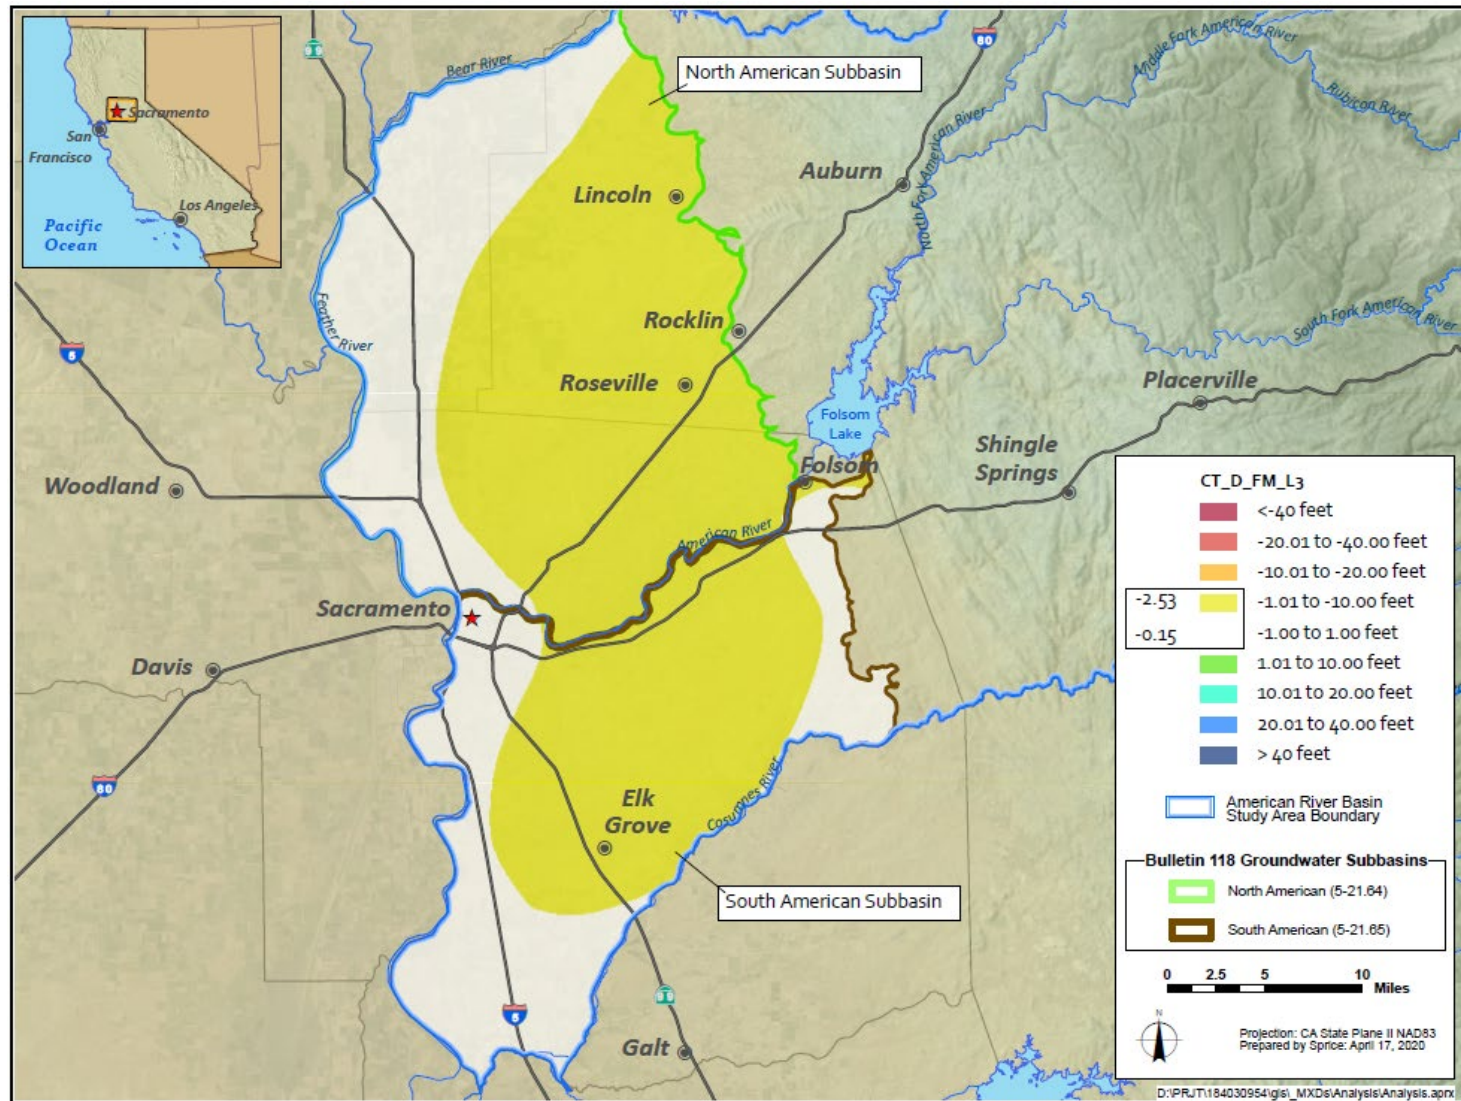 Sacramento
San
Francisco
Los Angeles
Pacific
Ocean
Bear River
80
Middle Fork American River
Rubicon River
North American Subbasin
Auburn
Lincoln
North Fork American River
Feather River
Rocklin
South Fork American River
5
Roseville
Placerville
Folsom
Lake
Shingle
Springs
Folsom
Woodland
American River
Sacramento
Davis
80
Elk
Grove
Cosumnes River
South American Subbasin
5
Galt
CT_D_FM_L3
<-40 feet
-20.01 to -40.00 feet
-10.01 to -20.00 feet
-2.53 -1.01 to -10.00 feet
-0.15 -1.00 to 1.00 feet
1.01 to 10.00 feet
10.01 to 20.00 feet
20.01 to 40.00 feet
> 40 feet
American River Basin
Study Area Boundary
Bulletin 118 Groundwater Subbasins
North American (5-21.64)
South American (5-21.65)
0 2.5 5 10
Miles
N
Projection: CA State Plane II NAD83
Prepared by Sprice: April 17, 2020
D:\PRJT\184030954\gis\_MXDs\Analysis\Analysis.aprx